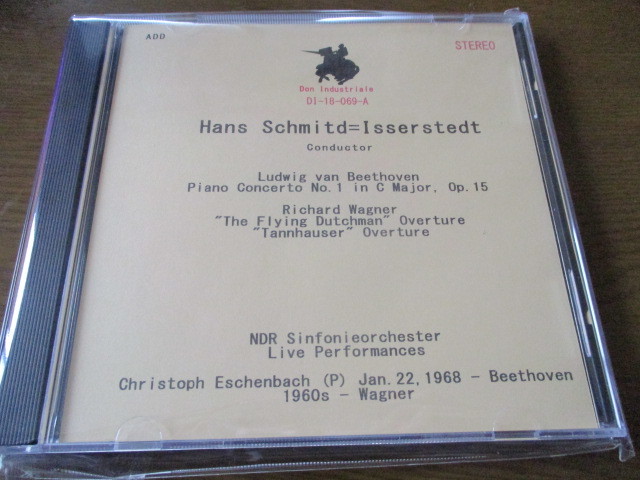 ADD
STEREO
Don Industriale
DI-18-069-A
Hans Schmitd=Isserstedt
Conductor
Ludwig van Beethoven
Piano Concerto No.1 in C Major, Op.15
Richard Wagner
"The Flying Dutchman" Overture
"Tannhauser" Overture
NDR Sinfonieorchester
Live Performances
Christoph Eschenbach (P) Jan.22,1968 - Beethoven
1960s - Wagner